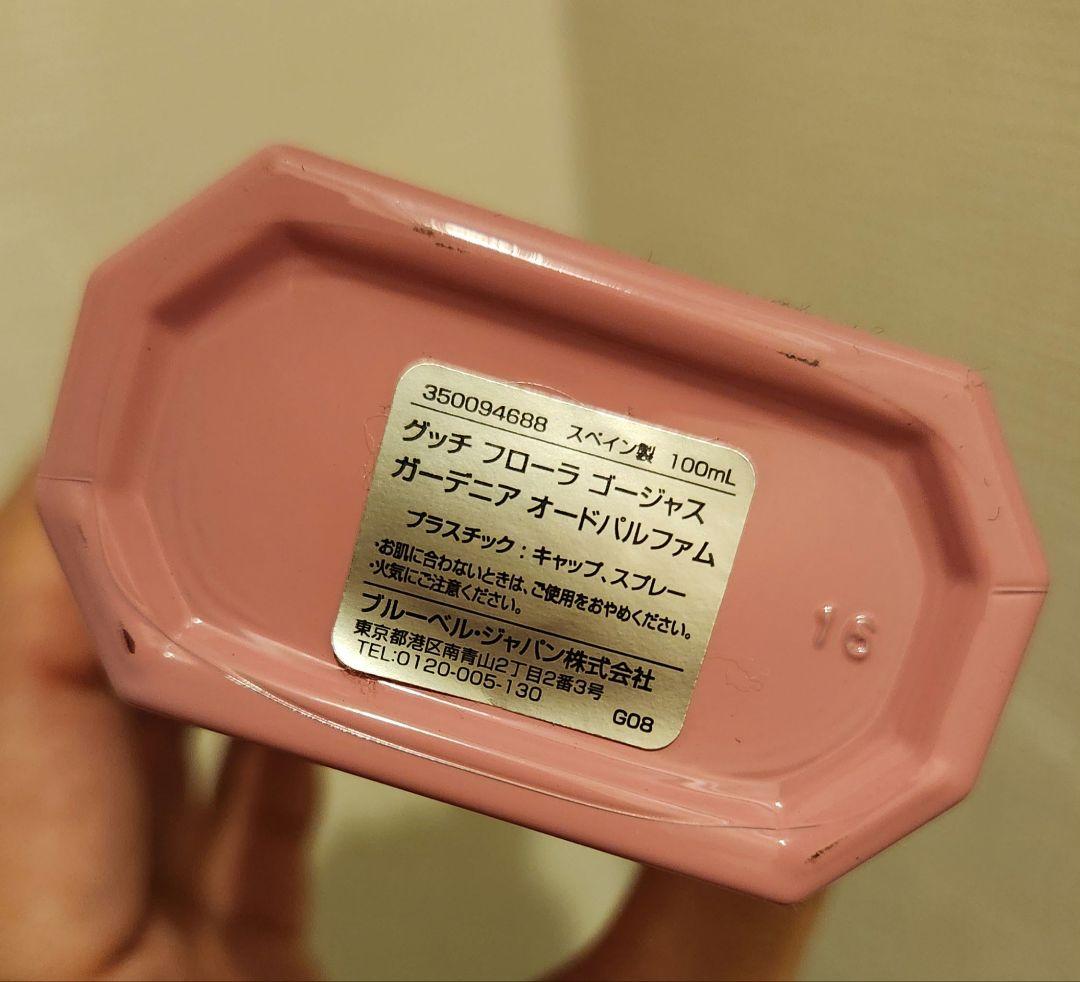 350094688 スペイン製 100mL
グッチ フローラ ゴージャス
ガーデニア オードパルファム
プラスチック：キャップ、スプレー
・お肌に合わないときは、ご使用をおやめください。
・火気にご注意ください。
ブルーベル・ジャパン株式会社
東京都港区南青山2丁目2番3号
TEL:0120-005-130
G08
16